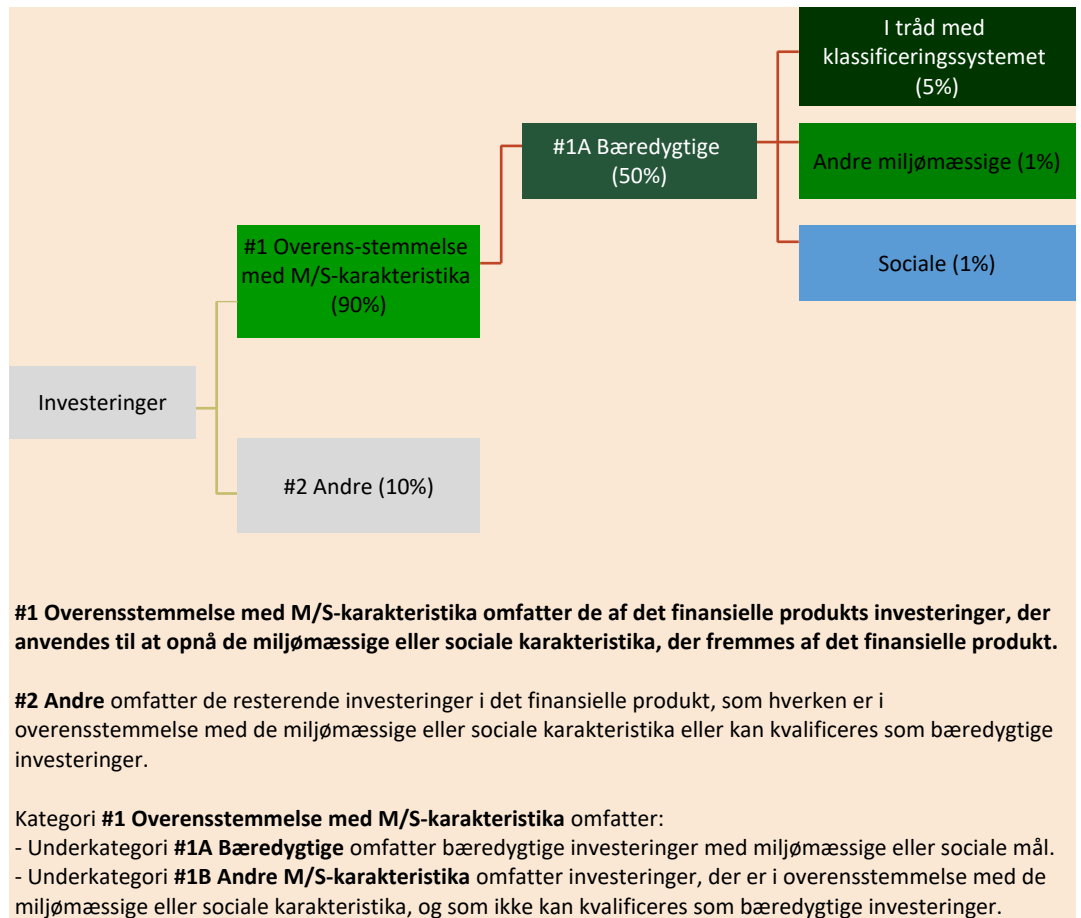 I tråd med
klassificeringssystemet
(5%)
#1A Bæredygtige
(50%)
Andre miljømæssige (1%)
#1 Overens-stemmelse
med M/S-karakteristika
(90%)
Sociale (1%)
Investeringer
#2 Andre (10%)
#1 Overensstemmelse med M/S-karakteristika omfatter de af det finansielle produkts investeringer, der
anvendes til at opnå de miljømæssige eller sociale karakteristika, der fremmes af det finansielle produkt.
#2 Andre omfatter de resterende investeringer i det finansielle produkt, som hverken er i
overensstemmelse med de miljømæssige eller sociale karakteristika eller kan kvalificeres som bæredygtige
investeringer.
Kategori #1 Overensstemmelse med M/S-karakteristika omfatter:
- Underkategori #1A Bæredygtige omfatter bæredygtige investeringer med miljømæssige eller sociale mål.
- Underkategori #1B Andre M/S-karakteristika omfatter investeringer, der er i overensstemmelse med de
miljømæssige eller sociale karakteristika, og som ikke kan kvalificeres som bæredygtige investeringer.